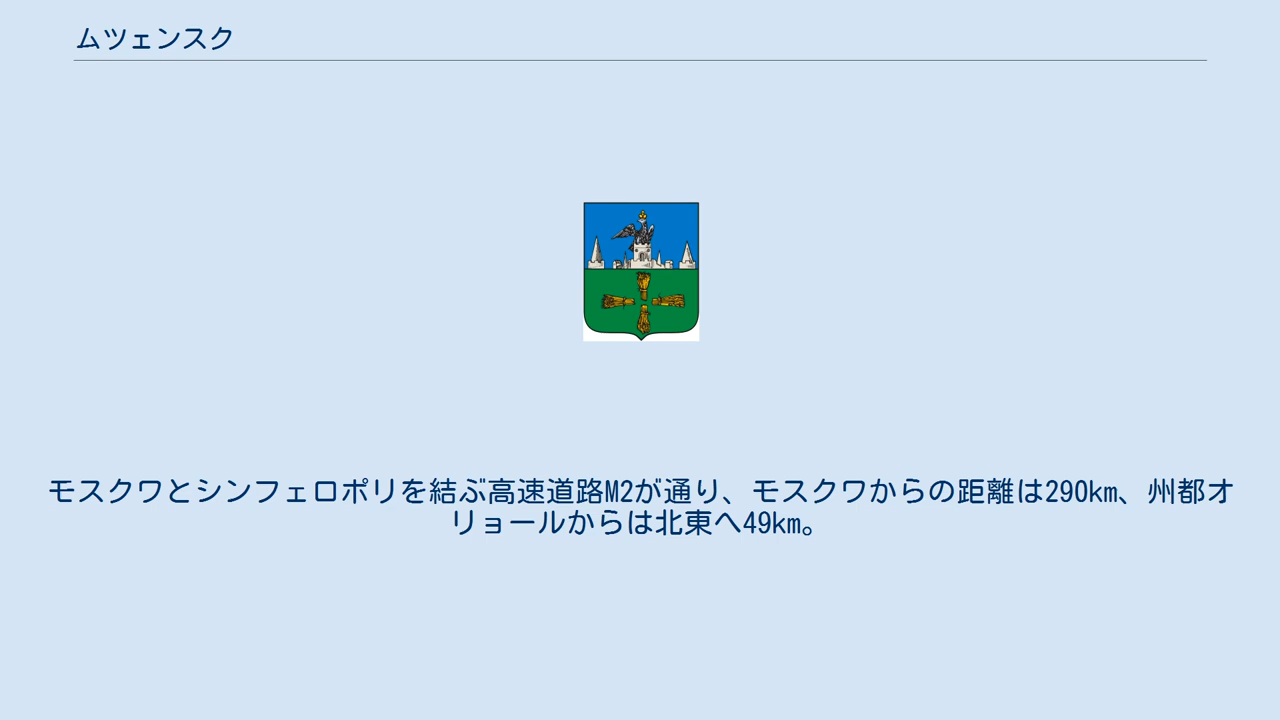 ムツェンスク
モスクワとシンフェロポリを結ぶ高速道路M2が通り、モスクワからの距離は290km、州都オ
リョールからは北東へ49km。